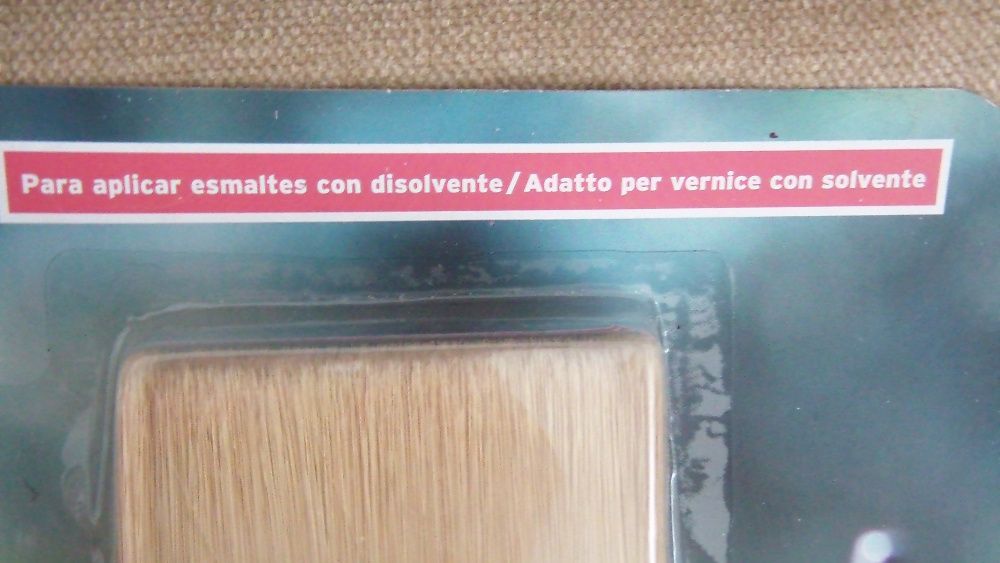 Para aplicar esmaltes con disolvente/Adatto per vernice con solvente